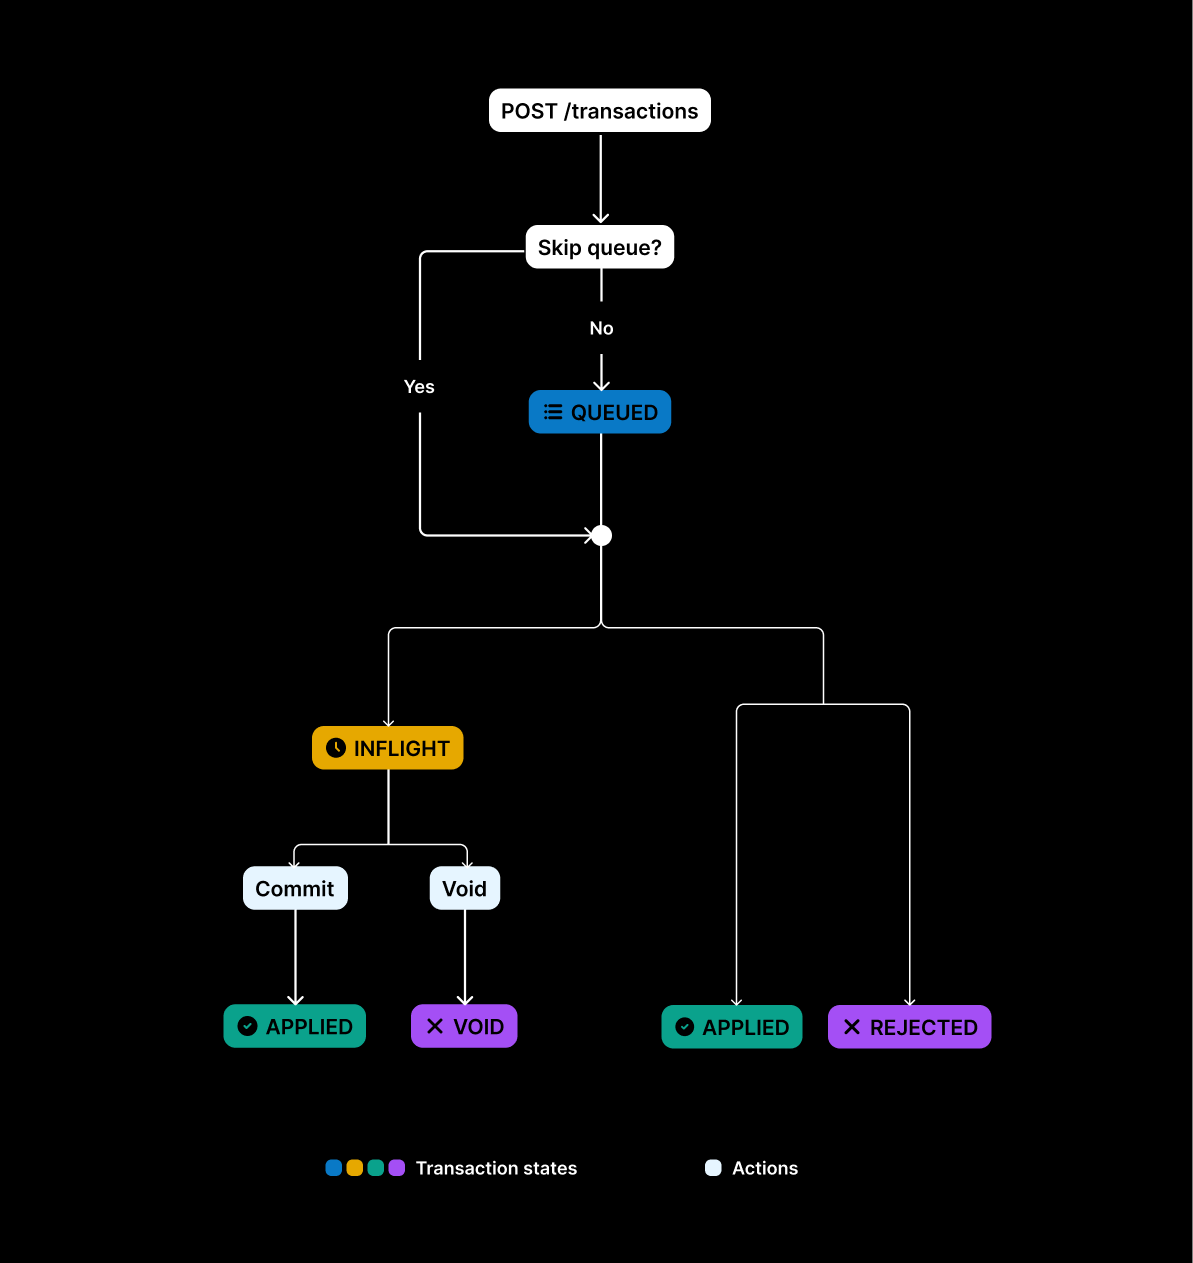 POST /transactions
Skip queue?
No
Yes
QUEUED
INFLIGHT
Commit
Void
APPLIED
VOID
APPLIED
REJECTED
Transaction states
Actions